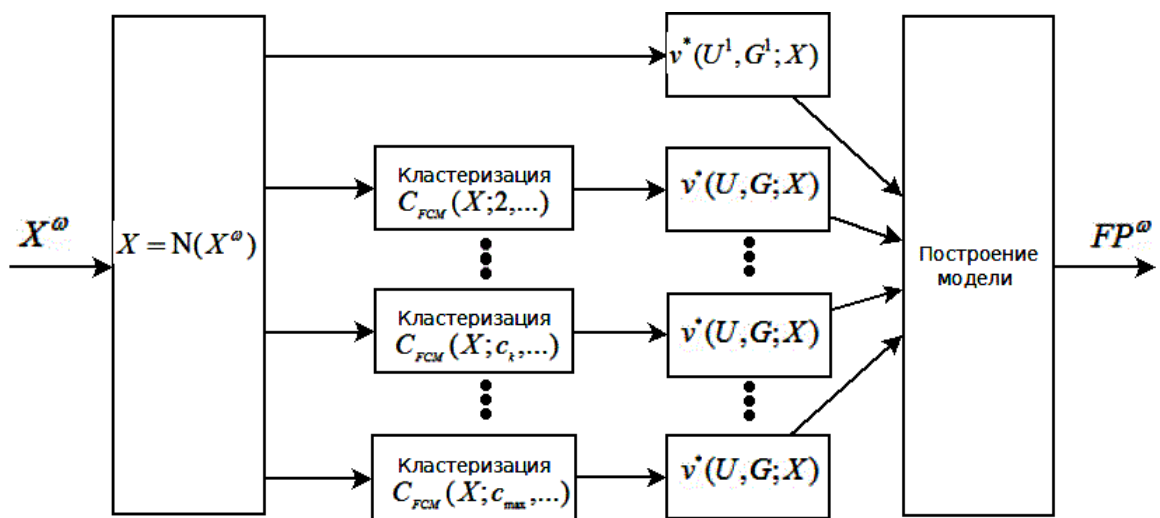 v*(U¹,G¹;X)
Кластеризация
C_FCM(X;2,...)
v*(U,G;X)
X^ω
X = N(X^ω)
Построение
модели
FP^ω
Кластеризация
C_FCM(X;c_k,...)
v*(U,G;X)
Кластеризация
C_FCM(X;c_max,...)
v*(U,G;X)